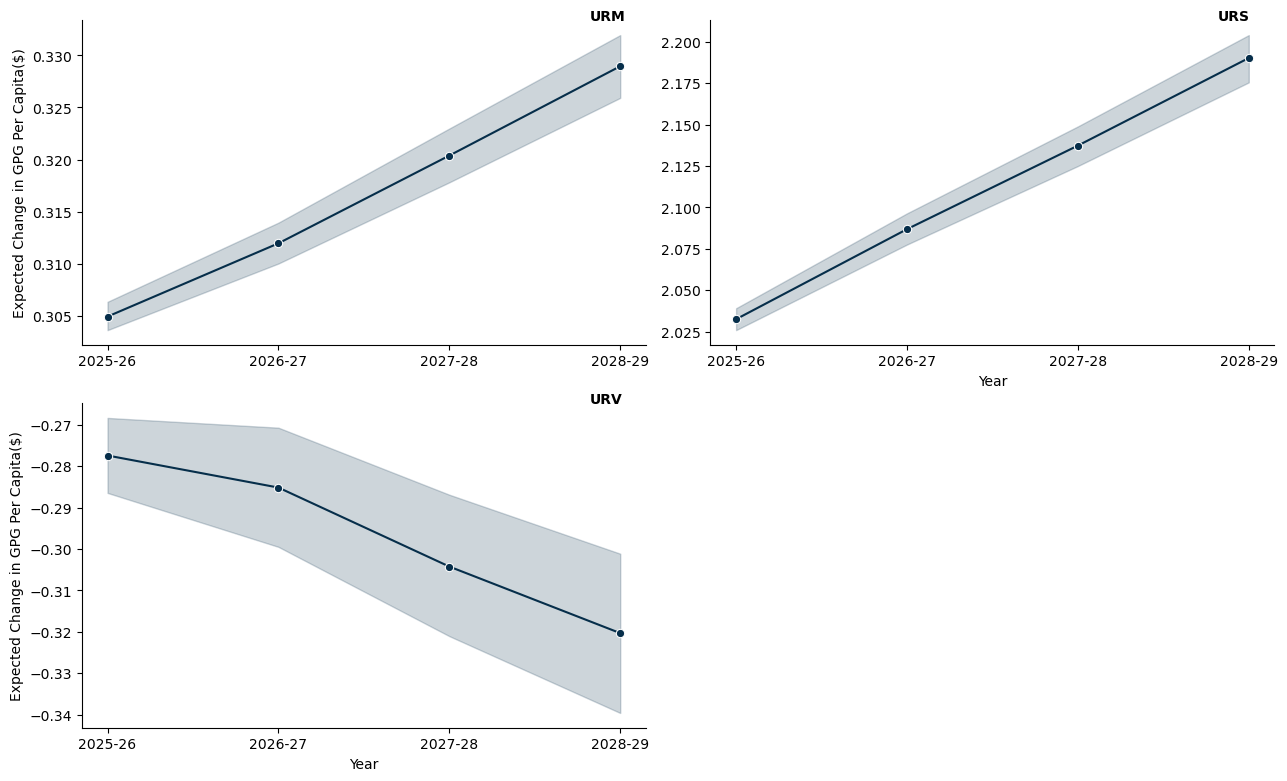 URM
Expected Change in GPG Per Capita($)
0.330
0.325
0.320
0.315
0.310
0.305
2025-26 2026-27 2027-28 2028-29
URS
2.200
2.175
2.150
2.125
2.100
2.075
2.050
2.025
2025-26 2026-27 2027-28 2028-29
Year
URV
Expected Change in GPG Per Capita($)
−0.27
−0.28
−0.29
−0.30
−0.31
−0.32
−0.33
−0.34
2025-26 2026-27 2027-28 2028-29
Year